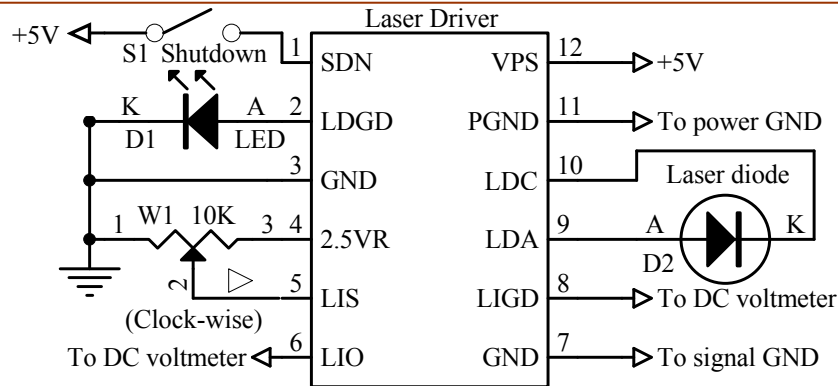 Laser Driver
+5V
S1 Shutdown
1
SDN
VPS
12
+5V
K
A
2
LDGD
PGND
11
To power GND
D1
LED
3
GND
LDC
10
Laser diode
1
W1
10K
3
4
2.5VR
LDA
9
A
K
D2
2
5
LIS
LIGD
8
To DC voltmeter
(Clock-wise)
To DC voltmeter
6
LIO
GND
7
To signal GND